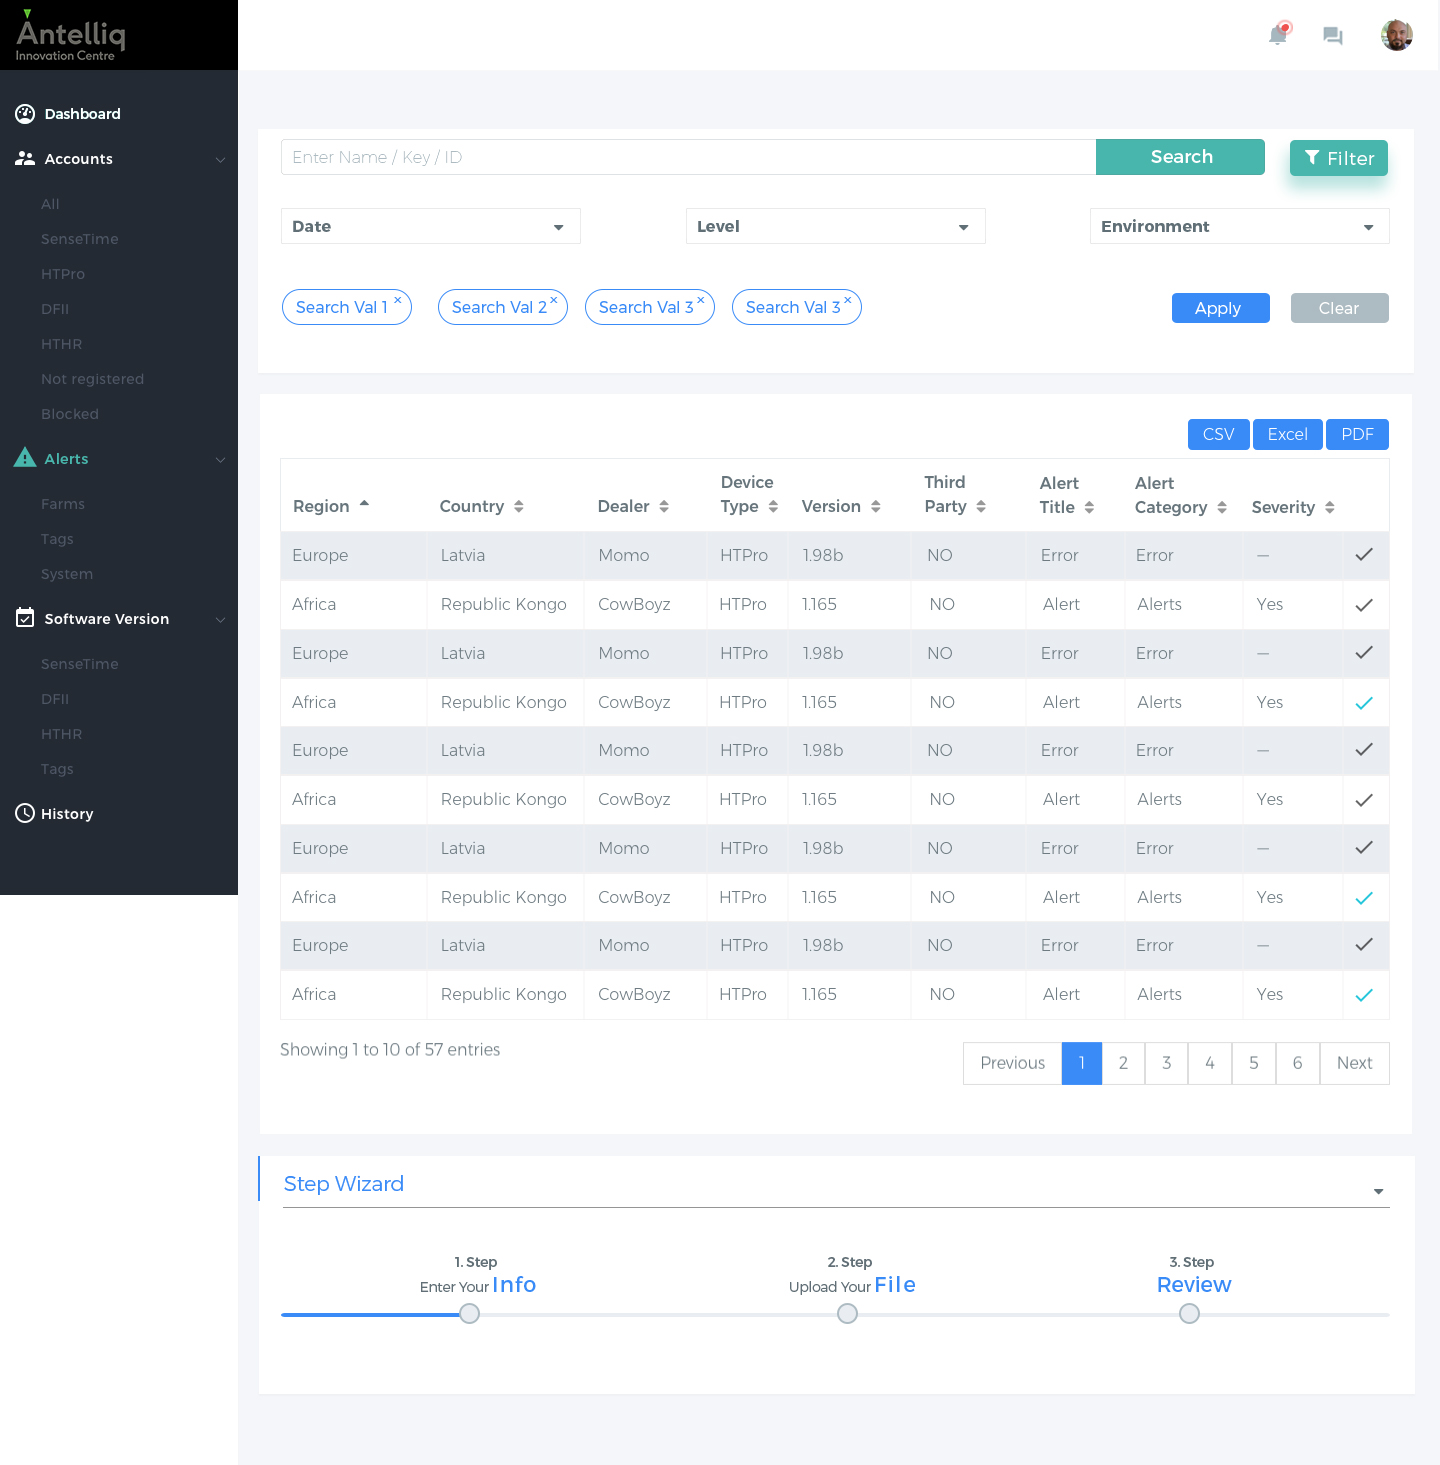 Antelliq
Innovation Centre
Dashboard
Accounts
All
SenseTime
HTPro
DFII
HTHR
Not registered
Blocked
Alerts
Farms
Tags
System
Software Version
SenseTime
DFII
HTHR
Tags
History
Enter Name / Key / ID
Search
Filter
Date
Level
Environment
Search Val 1 ×
Search Val 2 ×
Search Val 3 ×
Search Val 3 ×
Apply
Clear
CSV
Excel
PDF
Region Country Dealer Device Type Version Third Party Alert Title Alert Category Severity
Europe Latvia Momo HTPro 1.98b NO Error Error —
Africa Republic Kongo CowBoyz HTPro 1.165 NO Alert Alerts Yes
Europe Latvia Momo HTPro 1.98b NO Error Error —
Africa Republic Kongo CowBoyz HTPro 1.165 NO Alert Alerts Yes
Europe Latvia Momo HTPro 1.98b NO Error Error —
Africa Republic Kongo CowBoyz HTPro 1.165 NO Alert Alerts Yes
Europe Latvia Momo HTPro 1.98b NO Error Error —
Africa Republic Kongo CowBoyz HTPro 1.165 NO Alert Alerts Yes
Europe Latvia Momo HTPro 1.98b NO Error Error —
Africa Republic Kongo CowBoyz HTPro 1.165 NO Alert Alerts Yes
Showing 1 to 10 of 57 entries
Previous 1 2 3 4 5 6 Next
Step Wizard
1. Step
Enter Your Info
2. Step
Upload Your File
3. Step
Review